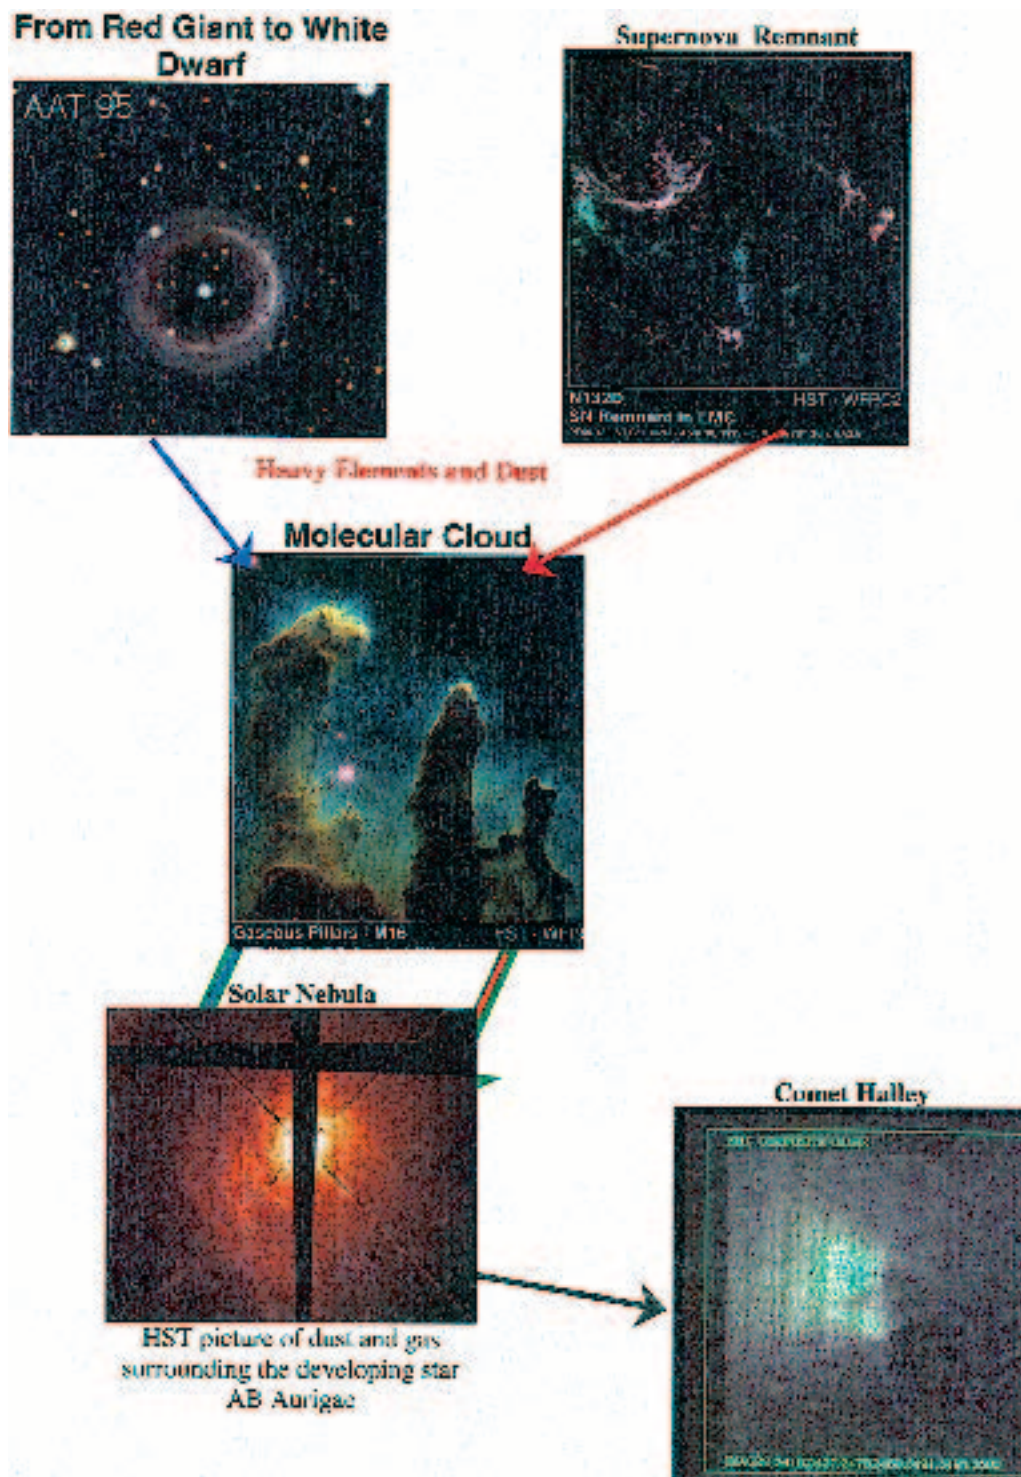 From Red Giant to White
Dwarf
Supernova Remnant
AAT 95
N132D
HST - WFPC2
SN Remnant in LMC
Heavy Elements and Dust
Molecular Cloud
Gaseous Pillars · M16
HST - WFPC
Solar Nebula
Comet Halley
HST picture of dust and gas
surrounding the developing star
AB Aurigae